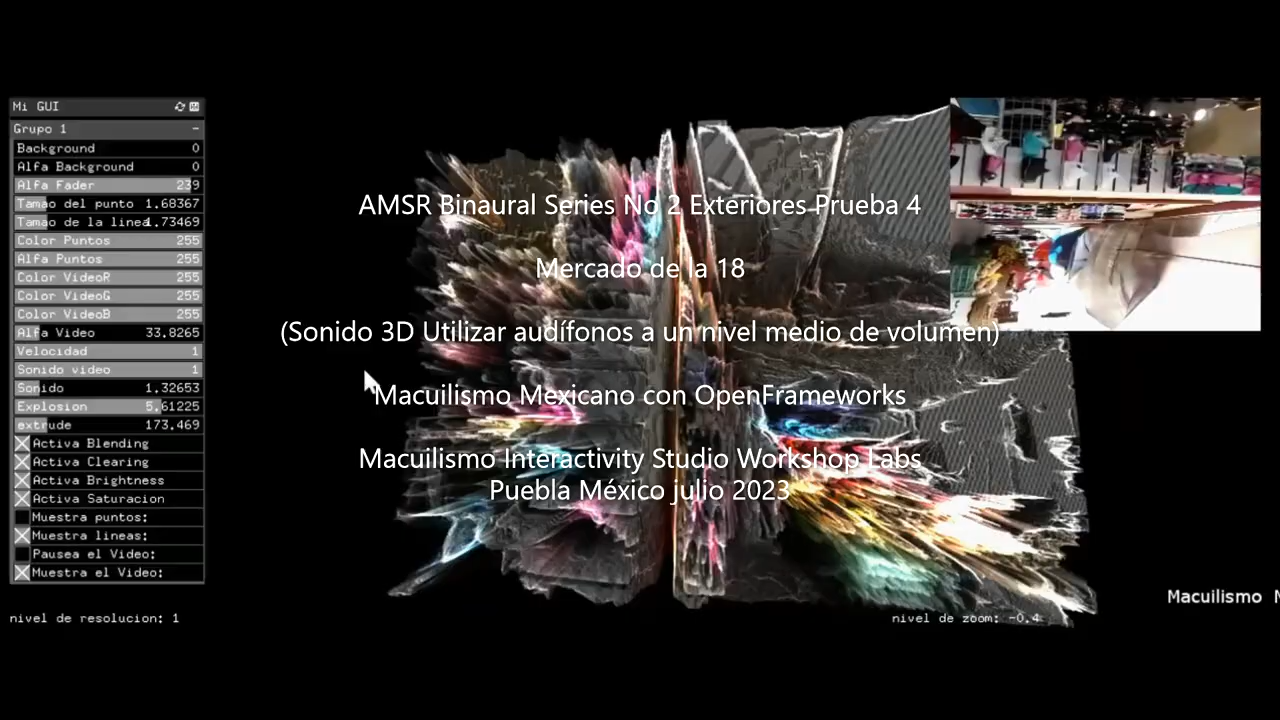 Mi GUI
Grupo 1 -
Background 0
Alfa Background 0
Alfa Fader 239
Tamao del punto 1.68367
Tamao de la linea 1.73469
Color Puntos 255
Alfa Puntos 255
Color VideoR 255
Color VideoG 255
Color VideoB 255
Alfa Video 33.8265
Velocidad 1
Sonido video 1
Sonido 1.32653
Explosion 5.61225
extrude 173.469
Activa Blending
Activa Clearing
Activa Brightness
Activa Saturacion
Muestra puntos:
Muestra lineas:
Pausea el Video:
Muestra el Video:
nivel de resolucion: 1
AMSR Binaural Series No 2 Exteriores Prueba 4
Mercado de la 18
(Sonido 3D Utilizar audífonos a un nivel medio de volumen)
Macuilismo Mexicano con OpenFrameworks
Macuilismo Interactivity Studio Workshop Labs
Puebla México julio 2023
nivel de zoom: -0.4
Macuilismo